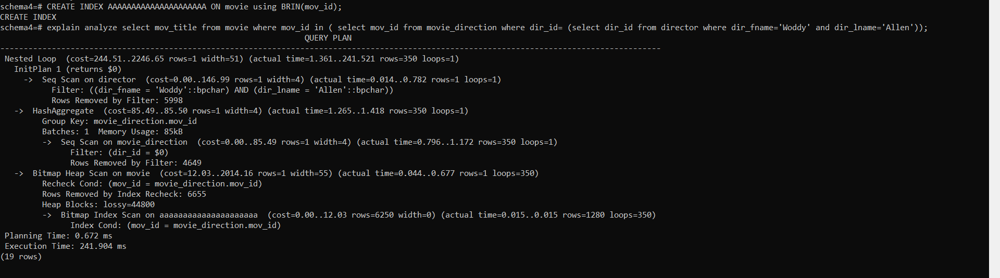 schema4=# CREATE INDEX AAAAAAAAAAAAAAAAAAAAA ON movie using BRIN(mov_id);
CREATE INDEX
schema4=# explain analyze select mov_title from movie where mov_id in ( select mov_id from movie_direction where dir_id= (select dir_id from director where dir_fname='Woddy' and dir_lname='Allen'));
QUERY PLAN
---------------------------------------------------------------------------------------------------------------------------------------------
Nested Loop  (cost=244.51..2246.65 rows=1 width=51) (actual time=1.361..241.521 rows=350 loops=1)
  InitPlan 1 (returns $0)
    ->  Seq Scan on director  (cost=0.00..146.99 rows=1 width=4) (actual time=0.014..0.782 rows=1 loops=1)
          Filter: ((dir_fname = 'Woddy'::bpchar) AND (dir_lname = 'Allen'::bpchar))
          Rows Removed by Filter: 5998
  ->  HashAggregate  (cost=85.49..85.50 rows=1 width=4) (actual time=1.265..1.418 rows=350 loops=1)
        Group Key: movie_direction.mov_id
        Batches: 1  Memory Usage: 85kB
        ->  Seq Scan on movie_direction  (cost=0.00..85.49 rows=1 width=4) (actual time=0.796..1.172 rows=350 loops=1)
              Filter: (dir_id = $0)
              Rows Removed by Filter: 4649
  ->  Bitmap Heap Scan on movie  (cost=12.03..2014.16 rows=1 width=55) (actual time=0.044..0.677 rows=1 loops=350)
        Recheck Cond: (mov_id = movie_direction.mov_id)
        Rows Removed by Index Recheck: 6655
        Heap Blocks: lossy=44800
        ->  Bitmap Index Scan on aaaaaaaaaaaaaaaaaaaaa  (cost=0.00..12.03 rows=6250 width=0) (actual time=0.015..0.015 rows=1280 loops=350)
              Index Cond: (mov_id = movie_direction.mov_id)
Planning Time: 0.672 ms
Execution Time: 241.904 ms
(19 rows)